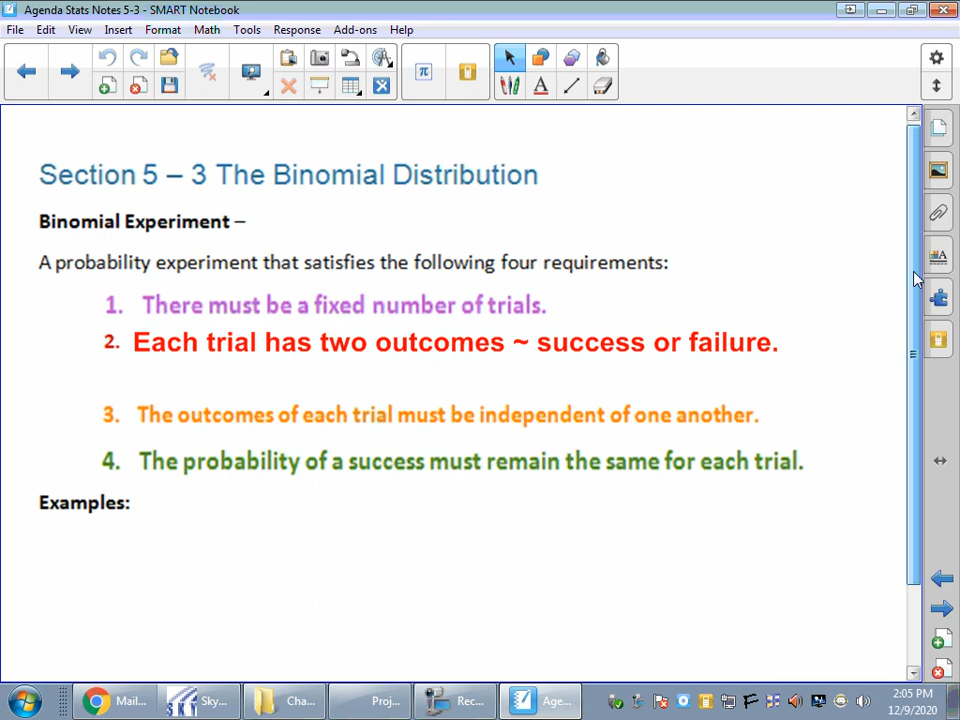 Agenda Stats Notes 5-3 - SMART Notebook
File Edit View Insert Format Math Tools Response Add-ons Help
π
A
A
Section 5 – 3 The Binomial Distribution
Binomial Experiment –
A probability experiment that satisfies the following four requirements:
1. There must be a fixed number of trials.
2. Each trial has two outcomes ~ success or failure.
3. The outcomes of each trial must be independent of one another.
4. The probability of a success must remain the same for each trial.
Examples:
Mail... Sky... Cha... Proj... Rec... Age...
2:05 PM
12/9/2020